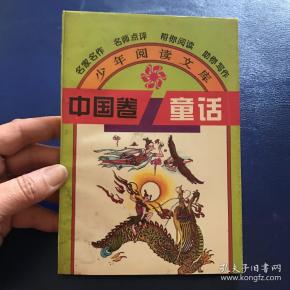 名家名作 名师点评 帮你阅读 助你写作
少年阅读文库
中国卷
童话
孔夫子旧书网